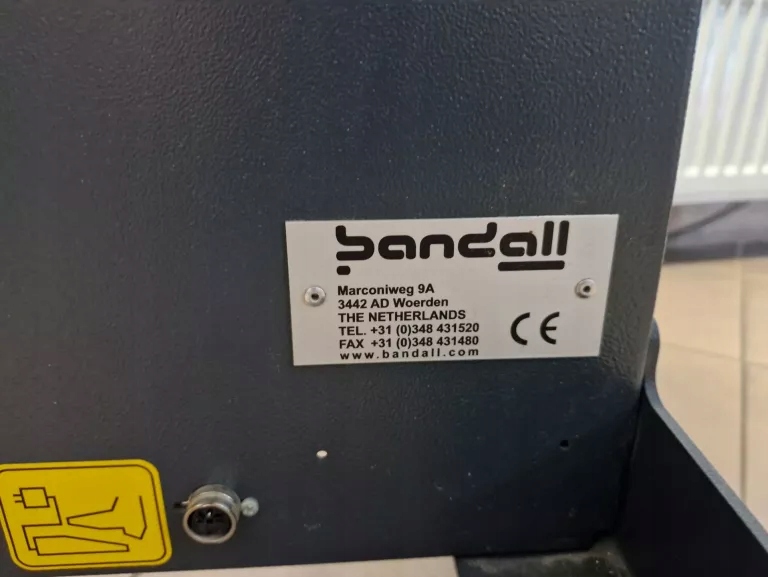 bandall
Marconiweg 9A
3442 AD Woerden
THE NETHERLANDS
TEL. +31 (0)348 431520
FAX +31 (0)348 431480
www.bandall.com
CE